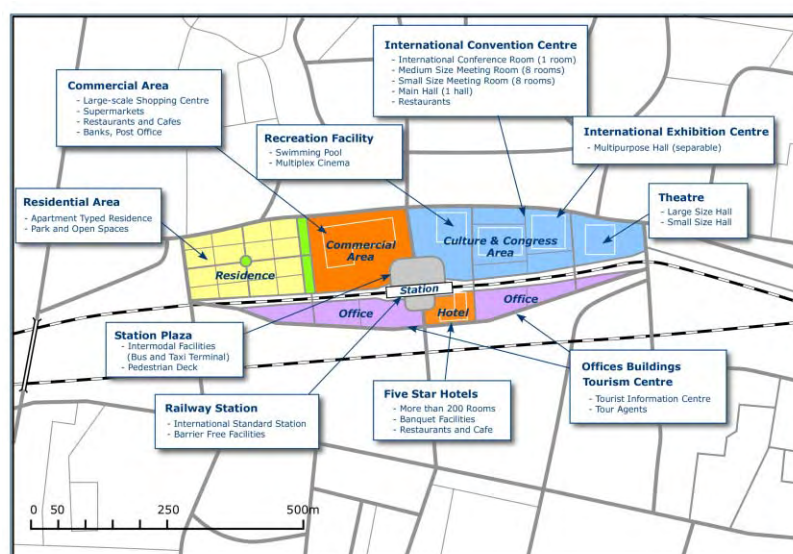 International Convention Centre
- International Conference Room (1 room)
- Medium Size Meeting Room (8 rooms)
- Small Size Meeting Room (8 rooms)
- Main Hall (1 hall)
- Restaurants
Commercial Area
- Large-scale Shopping Centre
- Supermarkets
- Restaurants and Cafes
- Banks, Post Office
Recreation Facility
- Swimming Pool
- Multiplex Cinema
International Exhibition Centre
- Multipurpose Hall (separable)
Residential Area
- Apartment Typed Residence
- Park and Open Spaces
Theatre
- Large Size Hall
- Small Size Hall
Commercial
Area
Culture & Congress
Area
Residence
Station
Office
Hotel
Office
Station Plaza
- Intermodal Facilities
(Bus and Taxi Terminal)
- Pedestrian Deck
Railway Station
- International Standard Station
- Barrier Free Facilities
Five Star Hotels
- More than 200 Rooms
- Banquet Facilities
- Restaurants and Cafe
Offices Buildings
Tourism Centre
- Tourist Information Centre
- Tour Agents
0 50 250 500m